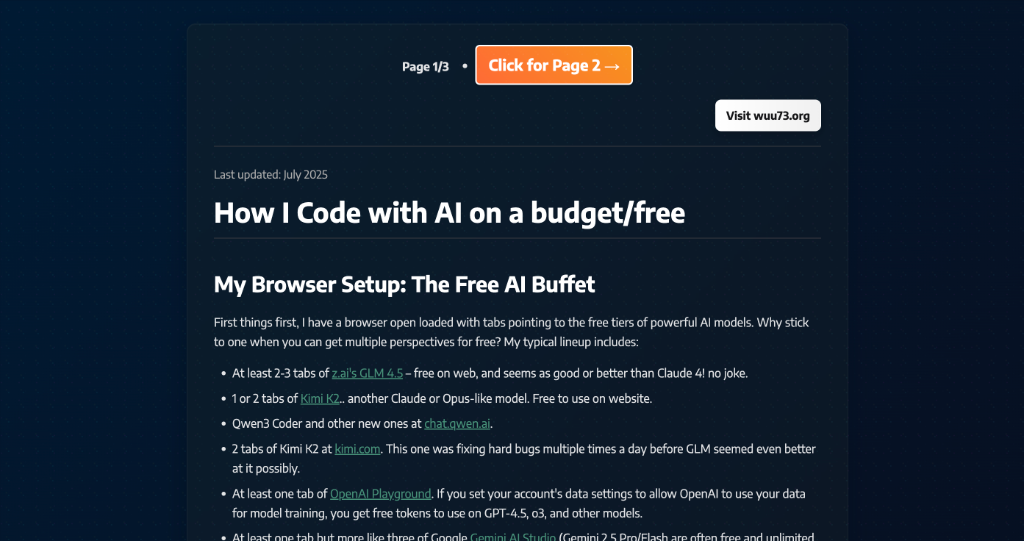 Page 1/3 • Click for Page 2 →
Visit wuu73.org
Last updated: July 2025
How I Code with AI on a budget/free
My Browser Setup: The Free AI Buffet
First things first, I have a browser open loaded with tabs pointing to the free tiers of powerful AI models. Why stick
to one when you can get multiple perspectives for free? My typical lineup includes:
• At least 2-3 tabs of z.ai's GLM 4.5 – free on web, and seems as good or better than Claude 4! no joke.
• 1 or 2 tabs of Kimi K2.. another Claude or Opus-like model. Free to use on website.
• Qwen3 Coder and other new ones at chat.qwen.ai.
• 2 tabs of Kimi K2 at kimi.com. This one was fixing hard bugs multiple times a day before GLM seemed even better
at it possibly.
• At least one tab of OpenAI Playground. If you set your account's data settings to allow OpenAI to use your data
for model training, you get free tokens to use on GPT-4.5, o3, and other models.
• At least one tab but more like three of Google Gemini AI Studio (Gemini 2.5 Pro/Flash are often free and unlimited